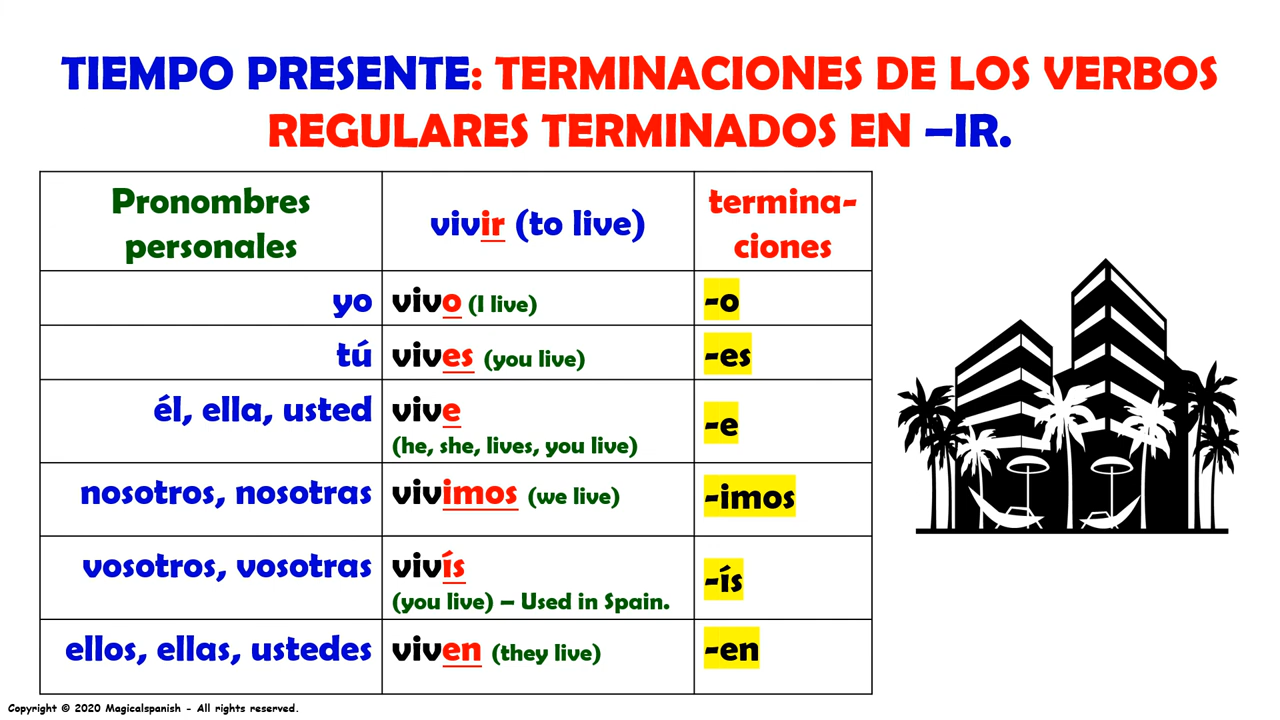 TIEMPO PRESENTE: TERMINACIONES DE LOS VERBOS
REGULARES TERMINADOS EN –IR.
Pronombres
personales
vivir (to live)
termina-
ciones
yo
vivo (I live)
-o
tú
vives (you live)
-es
él, ella, usted
vive
(he, she, lives, you live)
-e
nosotros, nosotras
vivimos (we live)
-imos
vosotros, vosotras
vivís
(you live) – Used in Spain.
-ís
ellos, ellas, ustedes
viven (they live)
-en
Copyright © 2020 Magicalspanish - All rights reserved.